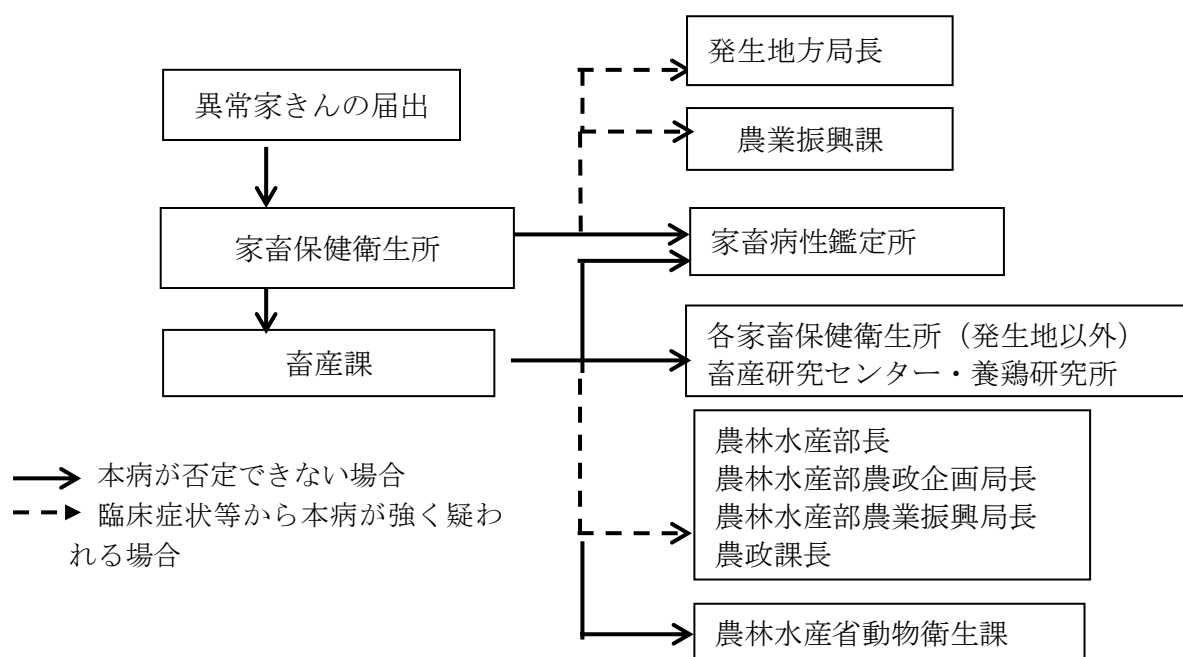 発生地方局長
異常家きんの届出
農業振興課
家畜保健衛生所
家畜病性鑑定所
各家畜保健衛生所（発生地以外）
畜産研究センター・養鶏研究所
畜産課
農林水産部長
農林水産部農政企画局長
農林水産部農業振興局長
農政課長
本病が否定できない場合
臨床症状等から本病が強く疑わ
れる場合
農林水産省動物衛生課